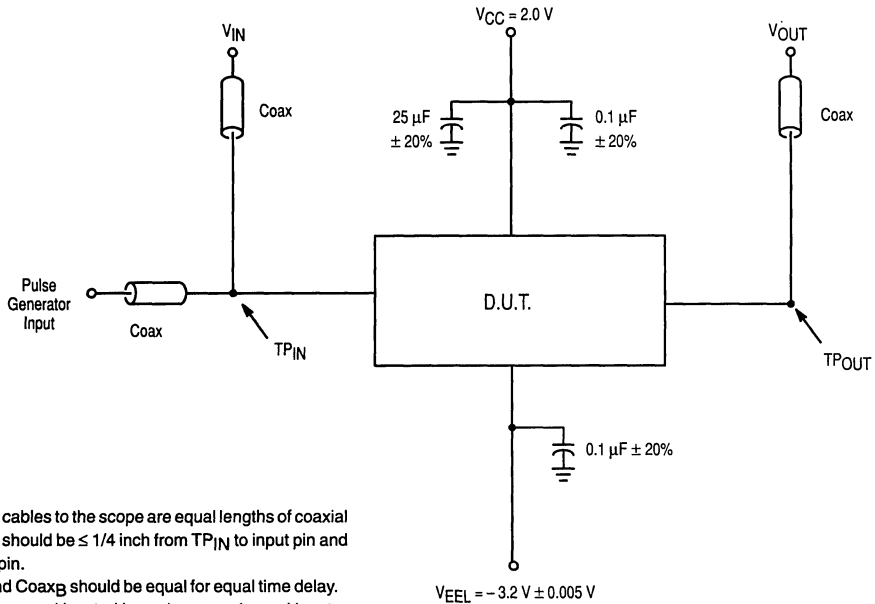 VCC = 2.0 V
VIN
VOUT
Coax
25 µF
± 20%
0.1 µF
± 20%
Coax
Pulse
Generator
Input
Coax
TPIN
D.U.T.
TPOUT
0.1 µF ± 20%
cables to the scope are equal lengths of coaxial
should be ≤ 1/4 inch from TPIN to input pin and
pin.
nd CoaxB should be equal for equal time delay.
VEEL = – 3.2 V ± 0.005 V